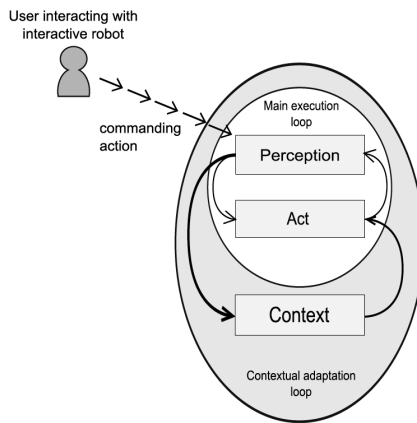 User interacting with
interactive robot
commanding
action
Main execution
loop
Perception
Act
Context
Contextual adaptation
loop